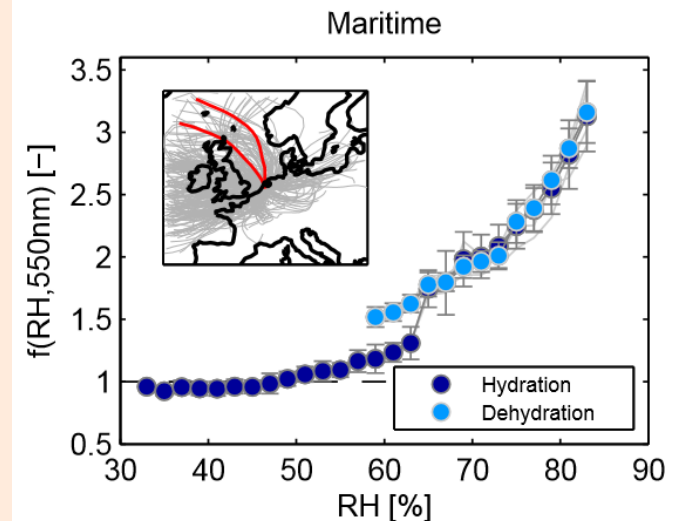 Maritime
f(RH,550nm) [−]
3.5
3
2.5
2
1.5
1
0.5
Hydration
Dehydration
30 40 50 60 70 80 90
RH [%]